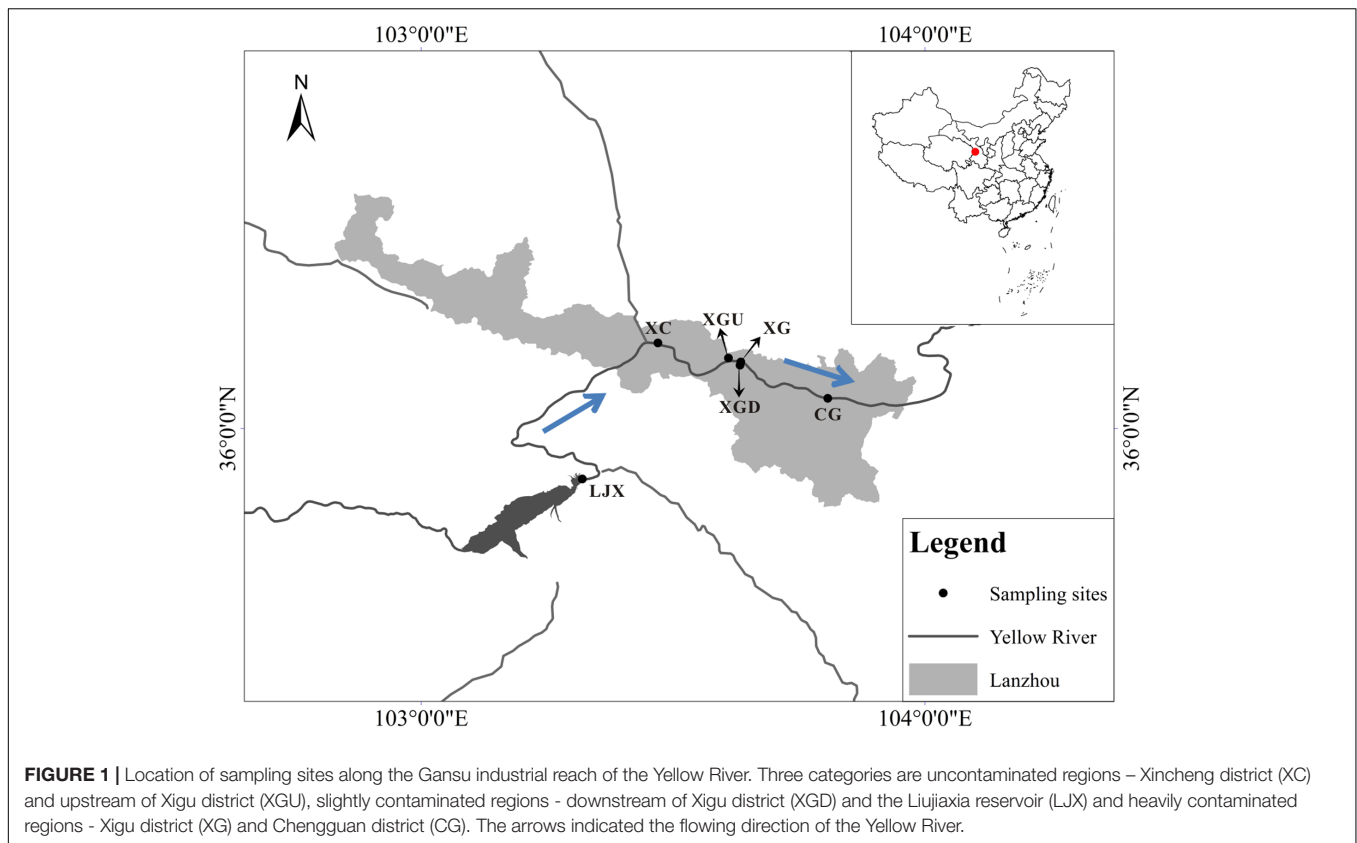 103°0'0"E
104°0'0"E
N
XC
XGU
XG
XGD
CG
LJX
36°0'0"N
36°0'0"N
Legend
Sampling sites
Yellow River
Lanzhou
103°0'0"E
104°0'0"E
FIGURE 1 | Location of sampling sites along the Gansu industrial reach of the Yellow River. Three categories are uncontaminated regions – Xincheng district (XC)
and upstream of Xigu district (XGU), slightly contaminated regions - downstream of Xigu district (XGD) and the Liujiaxia reservoir (LJX) and heavily contaminated
regions - Xigu district (XG) and Chengguan district (CG). The arrows indicated the flowing direction of the Yellow River.